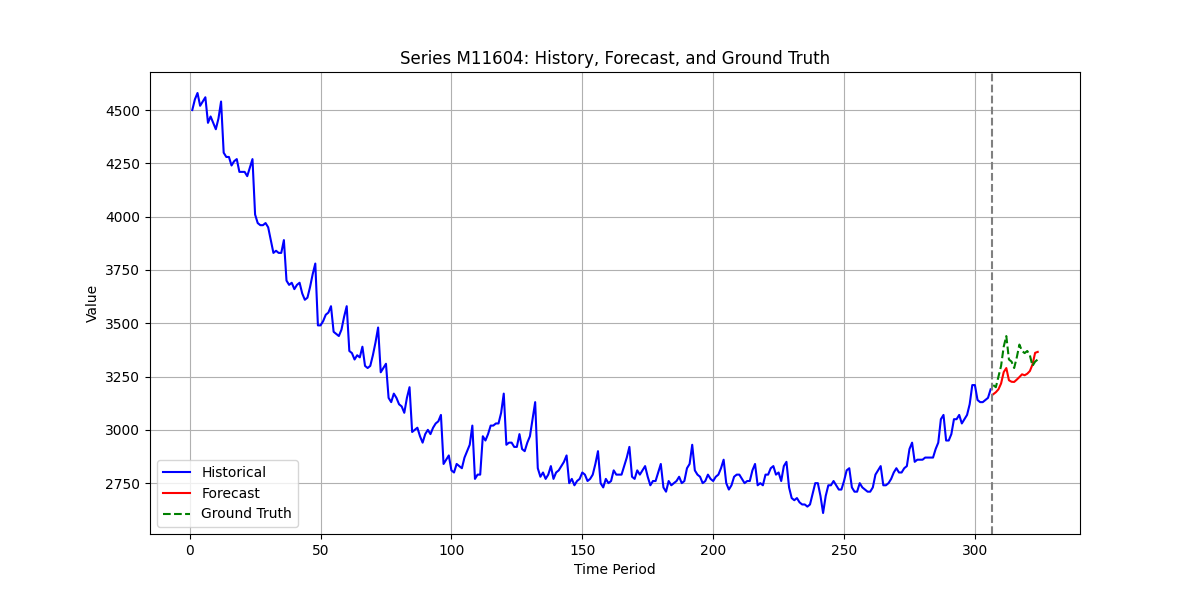 Series M11604: History, Forecast, and Ground Truth
Value
4500
4250
4000
3750
3500
3250
3000
2750
Historical
Forecast
Ground Truth
0 50 100 150 200 250 300
Time Period